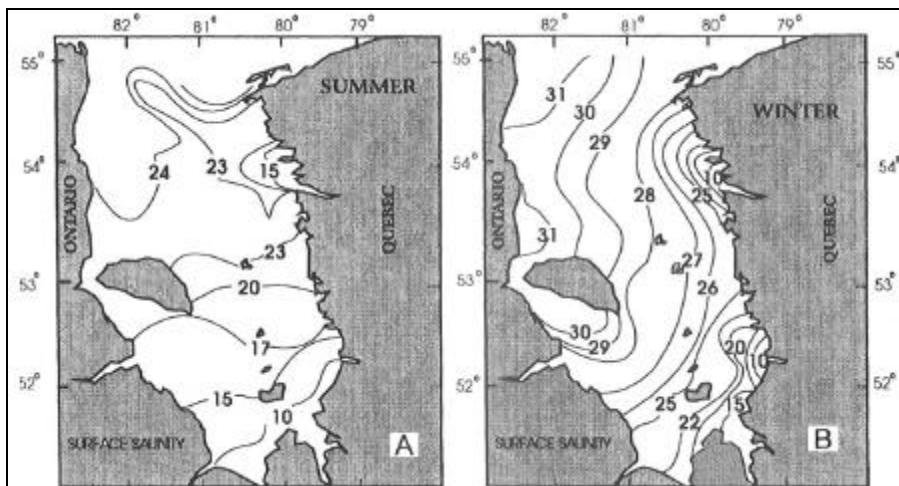 82° 81° 80° 79°
55°
54°
53°
52°
SUMMER
ONTARIO
QUEBEC
24
23
15
23
20
17
15
10
SURFACE SALINITY
A
82° 81° 80° 79°
55°
54°
53°
52°
WINTER
ONTARIO
QUEBEC
31
30
29
28
10
25
31
27
26
30
29
20
10
25
22
15
SURFACE SALINITY
B